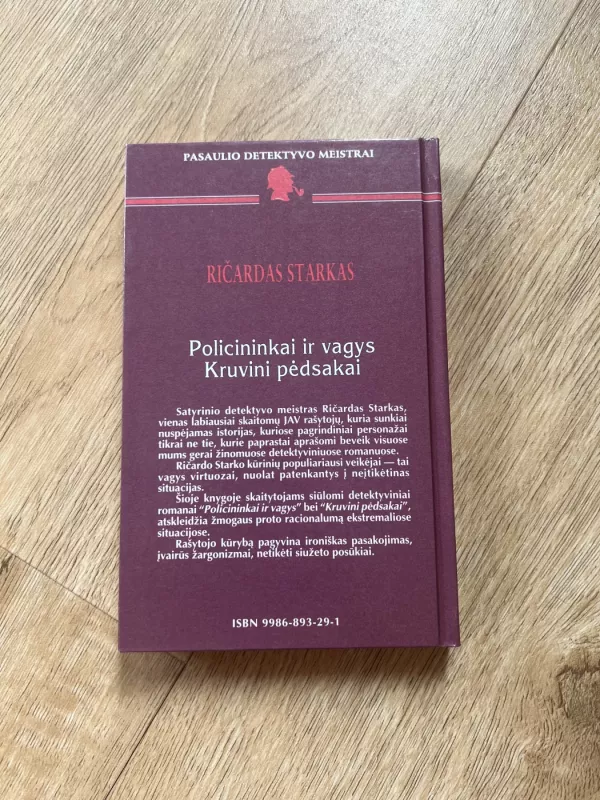 PASAULIO DETEKTYVO MEISTRAI
RIČARDAS STARKAS
Policininkai ir vagys
Kruvini pėdsakai
Satyrinio detektyvo meistras Ričardas Starkas,
vienas labiausiai skaitomų JAV rašytojų, kuria sunkiai
nuspėjamas istorijas, kuriose pagrindiniai personažai
tikrai ne tie, kurie paprastai aprašomi beveik visuose
mums gerai žinomuose detektyviniuose romanuose.
Ričardo Starko kūrinių populiariausi veikėjai — tai
vagys virtuozai, nuolat patenkantys į neįtikėtinas
situacijas.
Šioje knygoje skaitytojams siūlomi detektyviniai
romanai “Policininkai ir vagys” bei “Kruvini pėdsakai”,
atskleidžia žmogaus proto racionalumą ekstremaliose
situacijose.
Rašytojo kūrybą pagyvina ironiškas pasakojimas,
įvairūs žargonizmai, netikėti siužeto posūkiai.
ISBN 9986-893-29-1